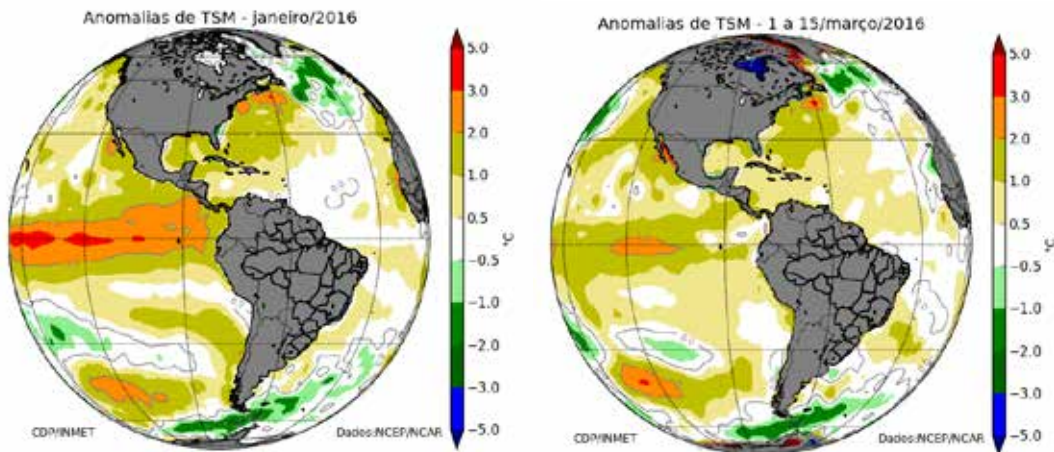 Anomalias de TSM - janeiro/2016
5.0
3.0
2.0
1.0
0.5
°C
−0.5
−1.0
−2.0
−3.0
−5.0
CDP/INMET
Dados:NCEP/NCAR
Anomalias de TSM - 1 a 15/março/2016
5.0
3.0
2.0
1.0
0.5
°C
−0.5
−1.0
−2.0
−3.0
−5.0
CDP/INMET
Dados:NCEP/NCAR